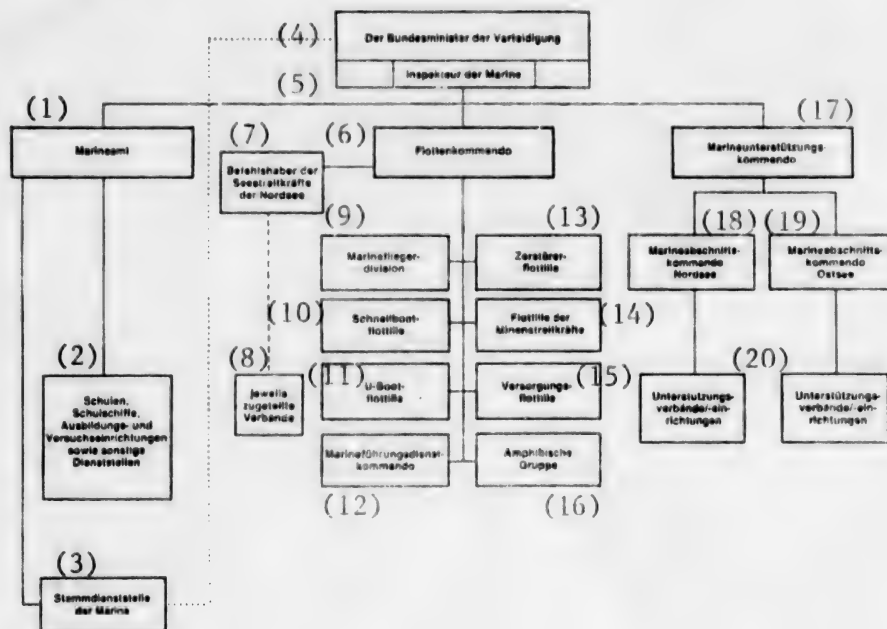 (4)
Der Bundesminister der Verteidigung
Inspekteur der Marine
(5)
(1)
Marineamt
(7)
Befehlshaber der
Seestreitkräfte
der Nordsee
(6)
Flottenkommando
(17)
Marineunterstützungs-
kommando
(9)
Marineflieger-
division
(13)
Zerstörer-
flottille
(18)
Marineabschnitts-
kommando
Nordsee
(19)
Marineabschnitts-
kommando
Ostsee
(10)
Schnellboot-
flottille
Flottille der
Minenstreitkräfte
(14)
(2)
Schulen,
Schulschiffe,
Ausbildungs- und
Versuchseinrichtungen
sowie sonstige
Dienststellen
(8)
Jeweils
zugeteilte
Verbände
(11)
U-Boot-
flottille
Versorgungs-
flottille
(15)
(20)
Unterstützungs-
verbände/-ein-
richtungen
Unterstützungs-
verbände/-ein-
richtungen
Marineführungsdienst-
kommando
(12)
Amphibische
Gruppe
(16)
(3)
Stammdienststelle
der Marine